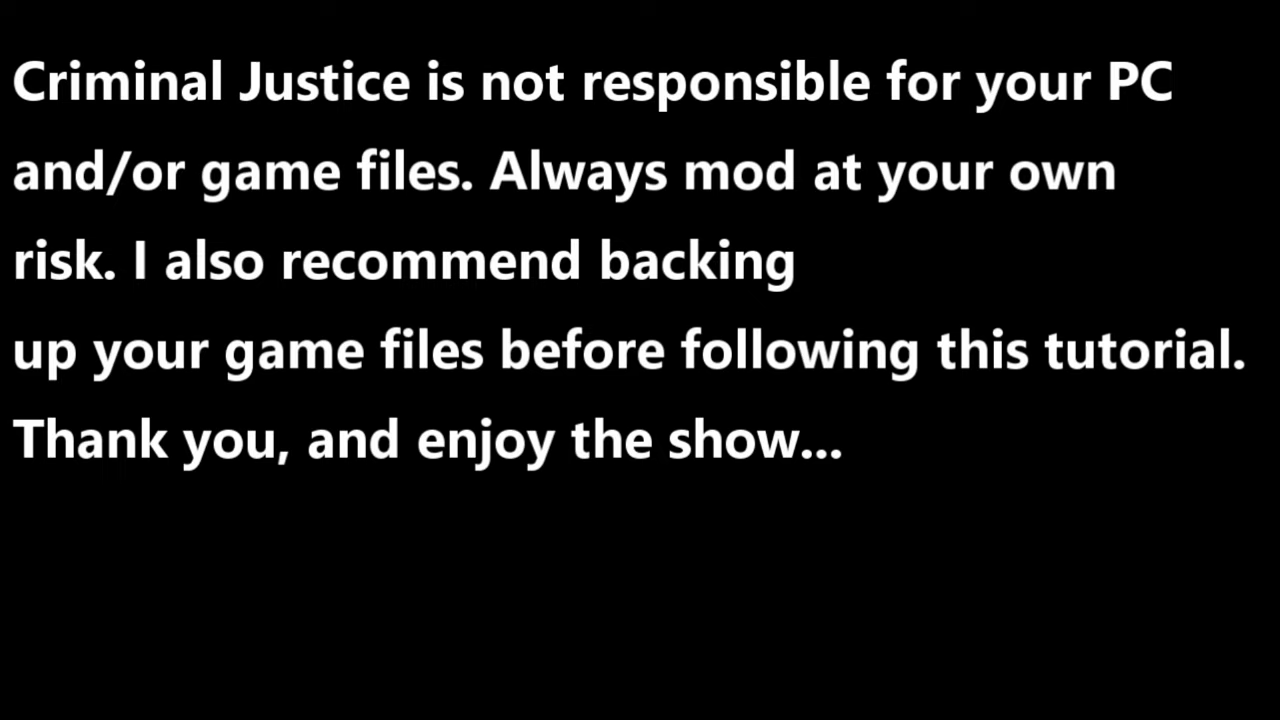 Criminal Justice is not responsible for your PC
and/or game files. Always mod at your own
risk. I also recommend backing
up your game files before following this tutorial.
Thank you, and enjoy the show...